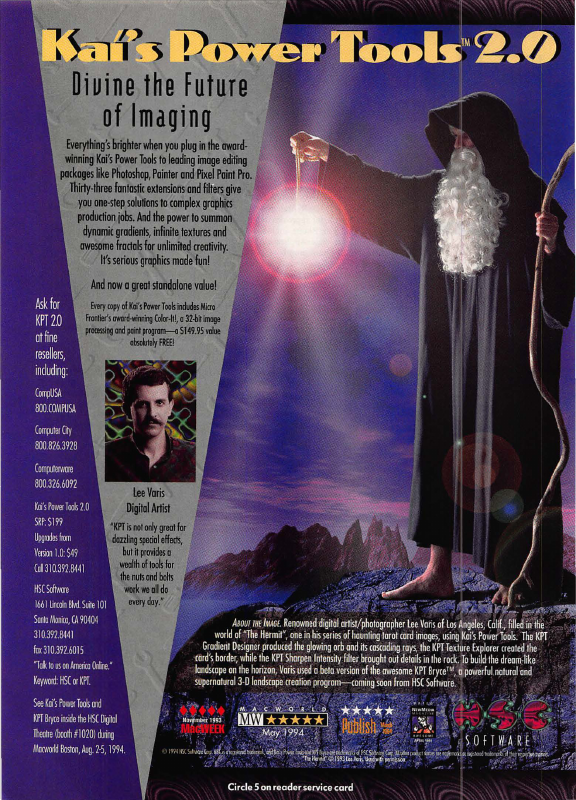 Kai's Power Tools™ 2.0
Divine the Future
of Imaging
Everything's brighter when you plug in the award-
winning Kai's Power Tools to leading image editing
packages like Photoshop, Painter and Pixel Paint Pro.
Thirty-three fantastic extensions and filters give
you one-step solutions to complex graphics
production jobs. And the power to summon
dynamic gradients, infinite textures and
awesome fractals for unlimited creativity.
It's serious graphics made fun!
And now a great standalone value!
Every copy of Kai's Power Tools includes Micro
Frontier's award-winning Color-It!, a 32-bit image
processing and paint program—a $149.95 value
absolutely FREE!
Ask for
KPT 2.0
at fine
resellers,
including:
CompUSA
800.COMPUSA
Computer City
800.826.3928
Computerware
800.326.6092
Kai's Power Tools 2.0
SRP: $199
Upgrades from
Version 1.0: $49
Call 310.392.8441
HSC Software
1661 Lincoln Blvd. Suite 101
Santa Monica, CA 90404
310.392.8441
fax 310.392.6015
"Talk to us on America Online."
Keyword: HSC or KPT.
See Kai's Power Tools and
KPT Bryce inside the HSC Digital
Theatre (booth #1020) during
Macworld Boston, Aug. 2-5, 1994.
Lee Varis
Digital Artist
"KPT is not only great for
dazzling special effects,
but it provides a
wealth of tools for
the nuts and bolts
work we all do
every day."
ABOUT THE IMAGE. Renowned digital artist/photographer Lee Varis of Los Angeles, Calif., filled in the
world of "The Hermit", one in his series of haunting tarot card images, using Kai's Power Tools. The KPT
Gradient Designer produced the glowing orb and its cascading rays, the KPT Texture Explorer created the
card's border, while the KPT Sharpen Intensity filter brought out details in the rock. To build the dream-like
landscape on the horizon, Varis used a beta version of the awesome KPT Bryce™, a powerful natural and
supernatural 3-D landscape creation program—coming soon from HSC Software.
November 1993
MacWEEK
MACWORLD
MW
May 1994
Publish
HSC
SOFTWARE
Circle 5 on reader service card